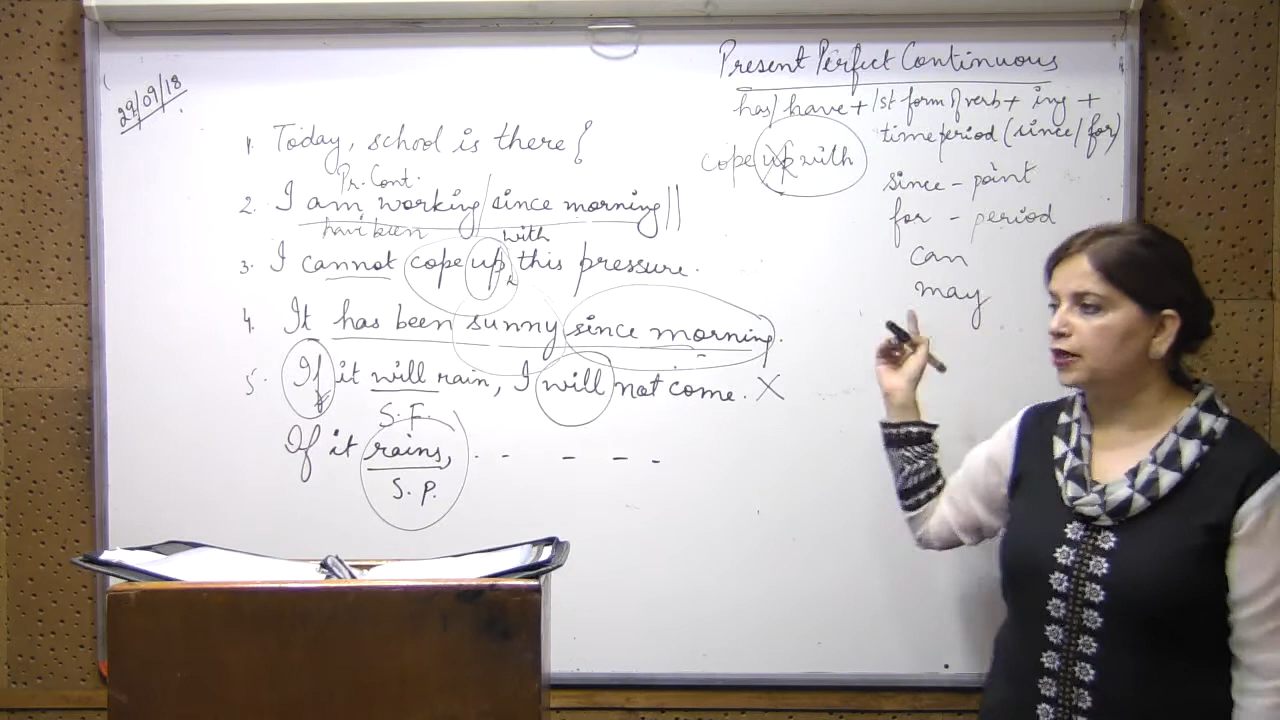 29/09/18
Present Perfect Continuous
has/have + 1st form of verb + ing +
time period (since/for)
cope up with
since - point
for - period
can
may
1. Today, school is there
Pr. Cont.
2. I am working/since morning||
have been
with
3. I cannot cope up this pressure.
4. It has been sunny since morning.
5. If it will rain, I will not come. X
S. F.
If it rains, - - - - -
S. P.